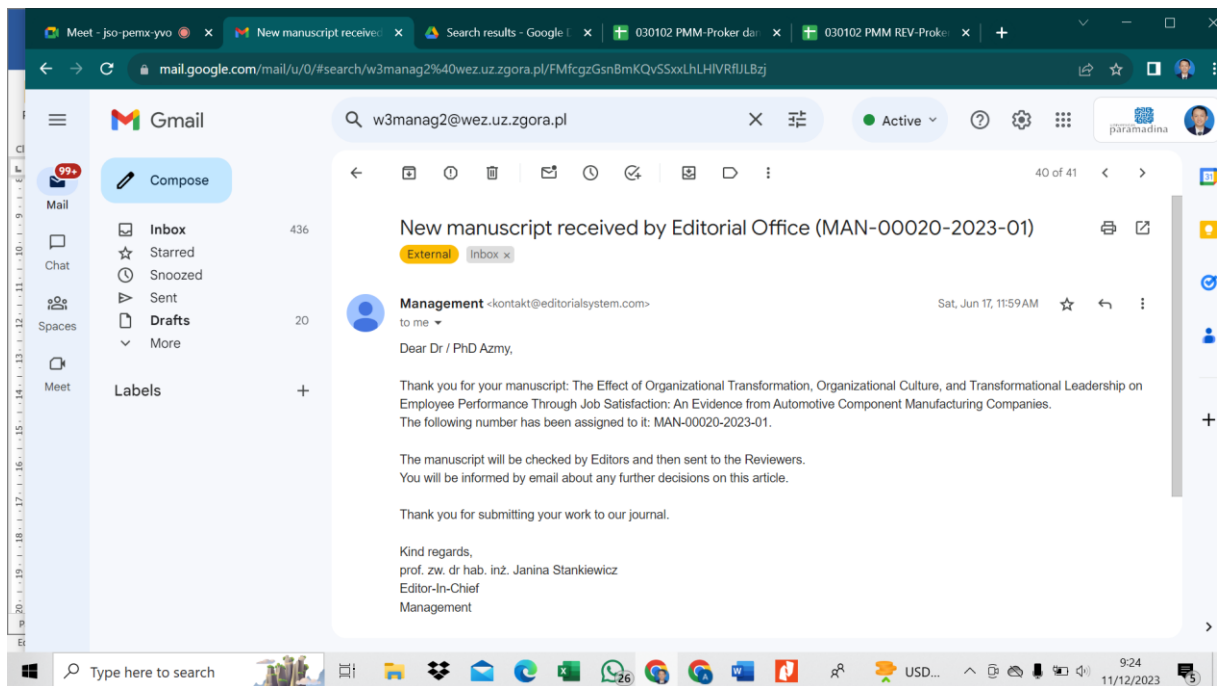 Meet - jso-pemx-yvo
New manuscript received
Search results - Google D
030102 PMM-Proker dan
030102 PMM REV-Proker
mail.google.com/mail/u/0/#search/w3manag2%40wez.uz.zgora.pl/FMfcgzGsnBmKQvSSxxLhLHlVRflJLBzj
Gmail
w3manag2@wez.uz.zgora.pl
Active
paramadina
99+
Mail
Chat
Spaces
Meet
Compose
Inbox 436
Starred
Snoozed
Sent
Drafts 20
More
Labels
40 of 41
31
New manuscript received by Editorial Office (MAN-00020-2023-01)
External Inbox ×
Management <kontakt@editorialsystem.com> Sat, Jun 17, 11:59 AM
to me
Dear Dr / PhD Azmy,
Thank you for your manuscript: The Effect of Organizational Transformation, Organizational Culture, and Transformational Leadership on
Employee Performance Through Job Satisfaction: An Evidence from Automotive Component Manufacturing Companies.
The following number has been assigned to it: MAN-00020-2023-01.
The manuscript will be checked by Editors and then sent to the Reviewers.
You will be informed by email about any further decisions on this article.
Thank you for submitting your work to our journal.
Kind regards,
prof. zw. dr hab. inż. Janina Stankiewicz
Editor-In-Chief
Management
Type here to search
26
USD...
9:24
11/12/2023
5